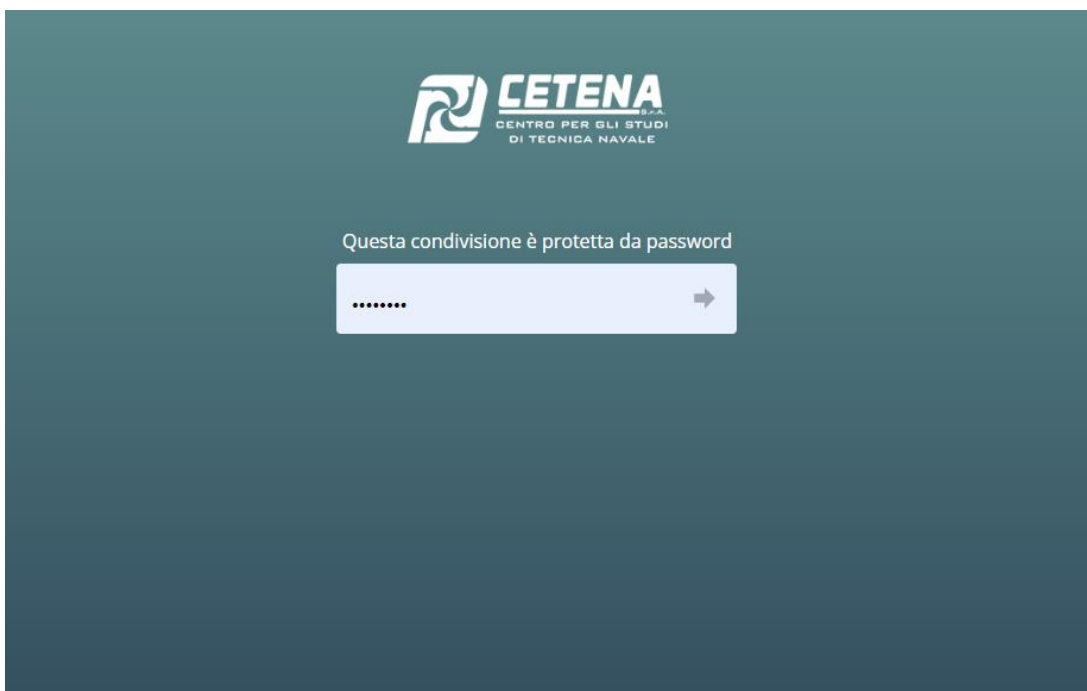 CETENA
S.p.A.
CENTRO PER GLI STUDI
DI TECNICA NAVALE
Questa condivisione è protetta da password